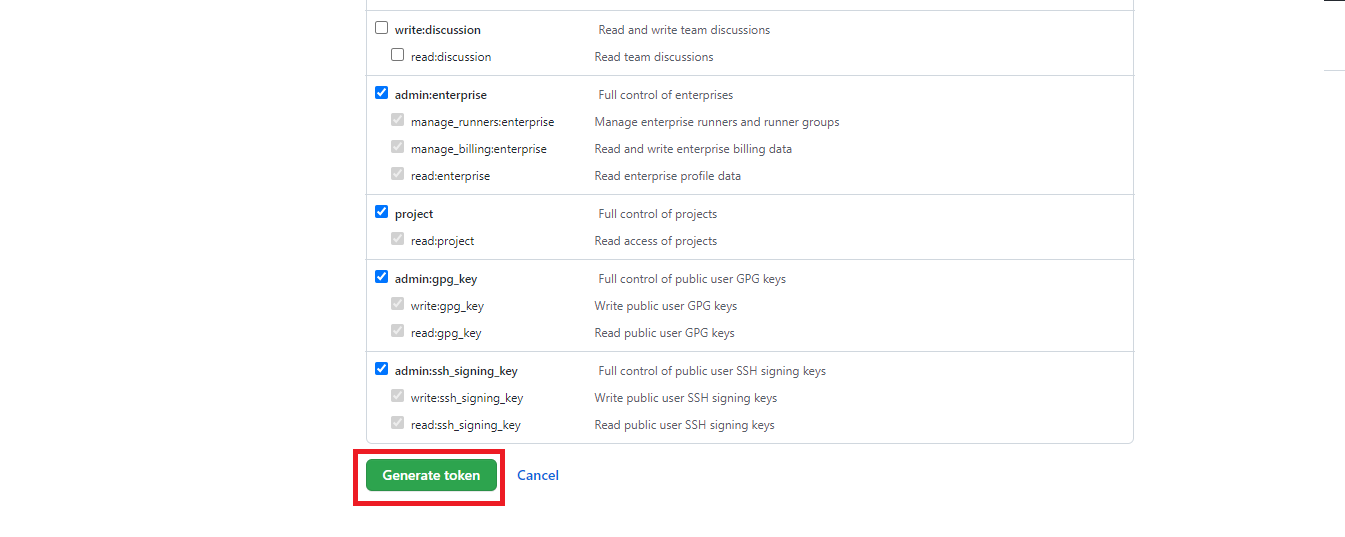 write:discussion Read and write team discussions
read:discussion Read team discussions
admin:enterprise Full control of enterprises
manage_runners:enterprise Manage enterprise runners and runner groups
manage_billing:enterprise Read and write enterprise billing data
read:enterprise Read enterprise profile data
project Full control of projects
read:project Read access of projects
admin:gpg_key Full control of public user GPG keys
write:gpg_key Write public user GPG keys
read:gpg_key Read public user GPG keys
admin:ssh_signing_key Full control of public user SSH signing keys
write:ssh_signing_key Write public user SSH signing keys
read:ssh_signing_key Read public user SSH signing keys
Generate token Cancel